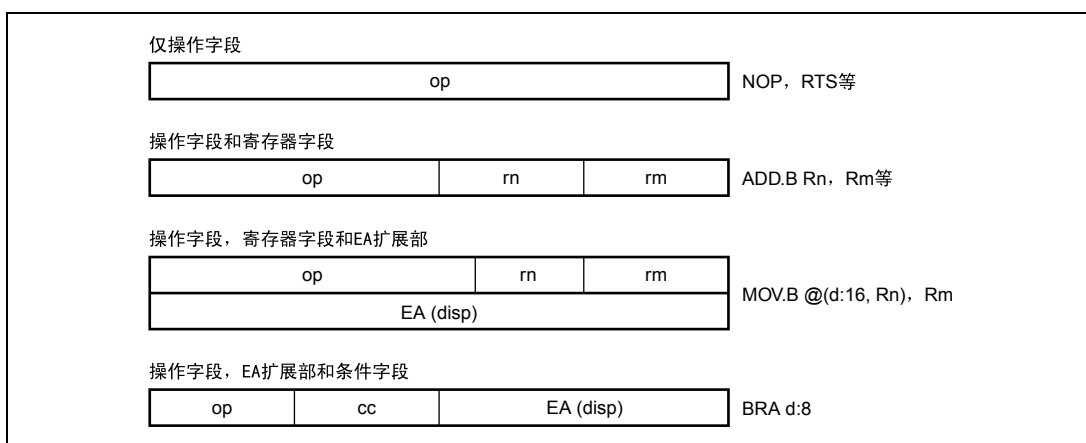 仅操作字段
op NOP，RTS等
操作字段和寄存器字段
op rn rm ADD.B Rn，Rm等
操作字段，寄存器字段和EA扩展部
op rn rm
MOV.B @(d:16, Rn)，Rm
EA (disp)
操作字段，EA扩展部和条件字段
op cc EA (disp) BRA d:8